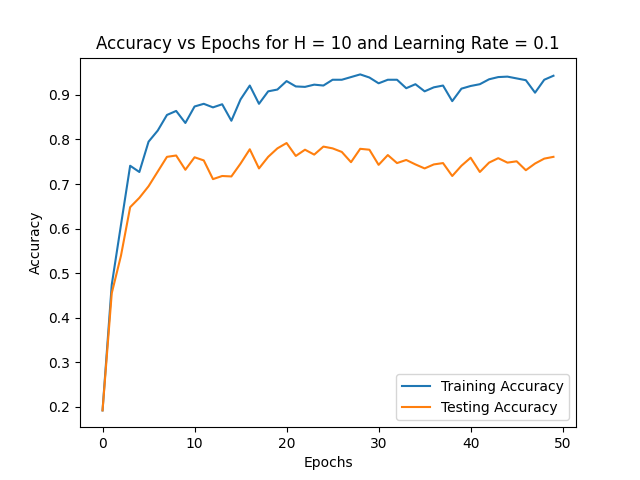 Accuracy vs Epochs for H = 10 and Learning Rate = 0.1
0.9
0.8
0.7
0.6
0.5
0.4
0.3
0.2
Accuracy
0 10 20 30 40 50
Epochs
Training Accuracy
Testing Accuracy